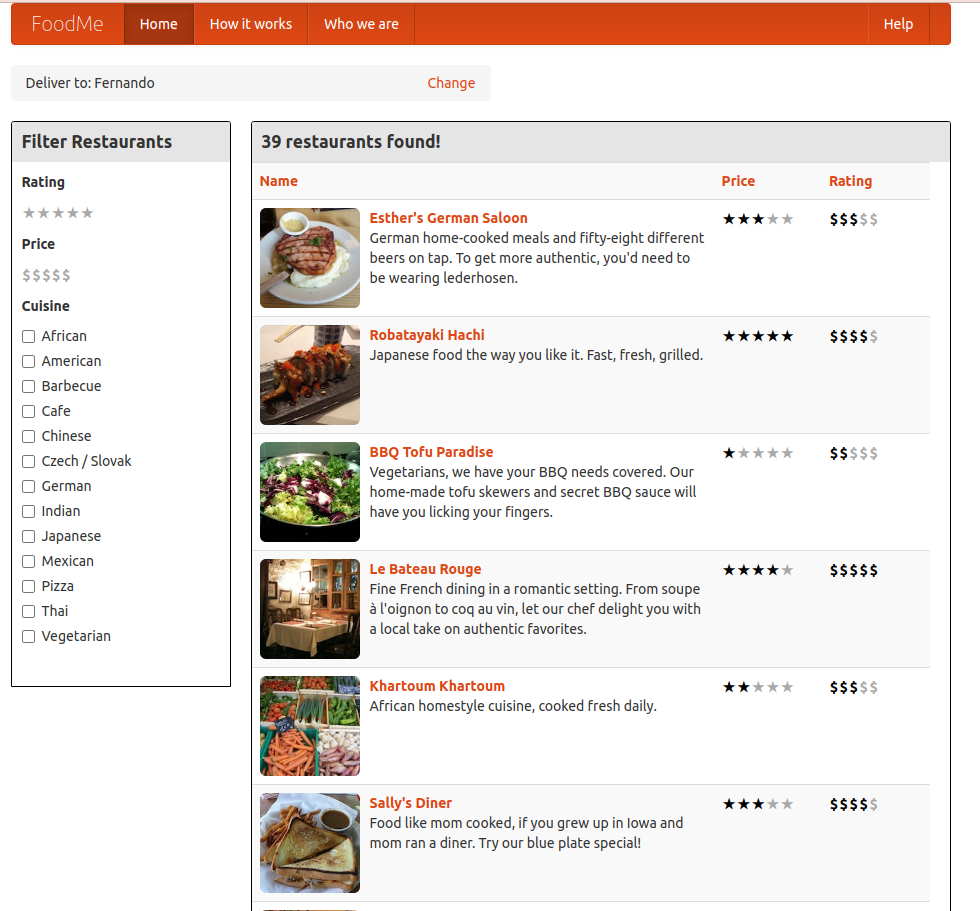 FoodMe Home How it works Who we are Help
Deliver to: Fernando Change
Filter Restaurants
Rating
★★★★★
Price
$$$$$
Cuisine
African
American
Barbecue
Cafe
Chinese
Czech / Slovak
German
Indian
Japanese
Mexican
Pizza
Thai
Vegetarian
39 restaurants found!
Name Price Rating
Esther's German Saloon ★★★★★ $$$$$
German home-cooked meals and fifty-eight different
beers on tap. To get more authentic, you'd need to
be wearing lederhosen.
Robatayaki Hachi ★★★★★ $$$$$
Japanese food the way you like it. Fast, fresh, grilled.
BBQ Tofu Paradise ★★★★★ $$$$$
Vegetarians, we have your BBQ needs covered. Our
home-made tofu skewers and secret BBQ sauce will
have you licking your fingers.
Le Bateau Rouge ★★★★★ $$$$$
Fine French dining in a romantic setting. From soupe
à l'oignon to coq au vin, let our chef delight you with
a local take on authentic favorites.
Khartoum Khartoum ★★★★★ $$$$$
African homestyle cuisine, cooked fresh daily.
Sally's Diner ★★★★★ $$$$$
Food like mom cooked, if you grew up in Iowa and
mom ran a diner. Try our blue plate special!